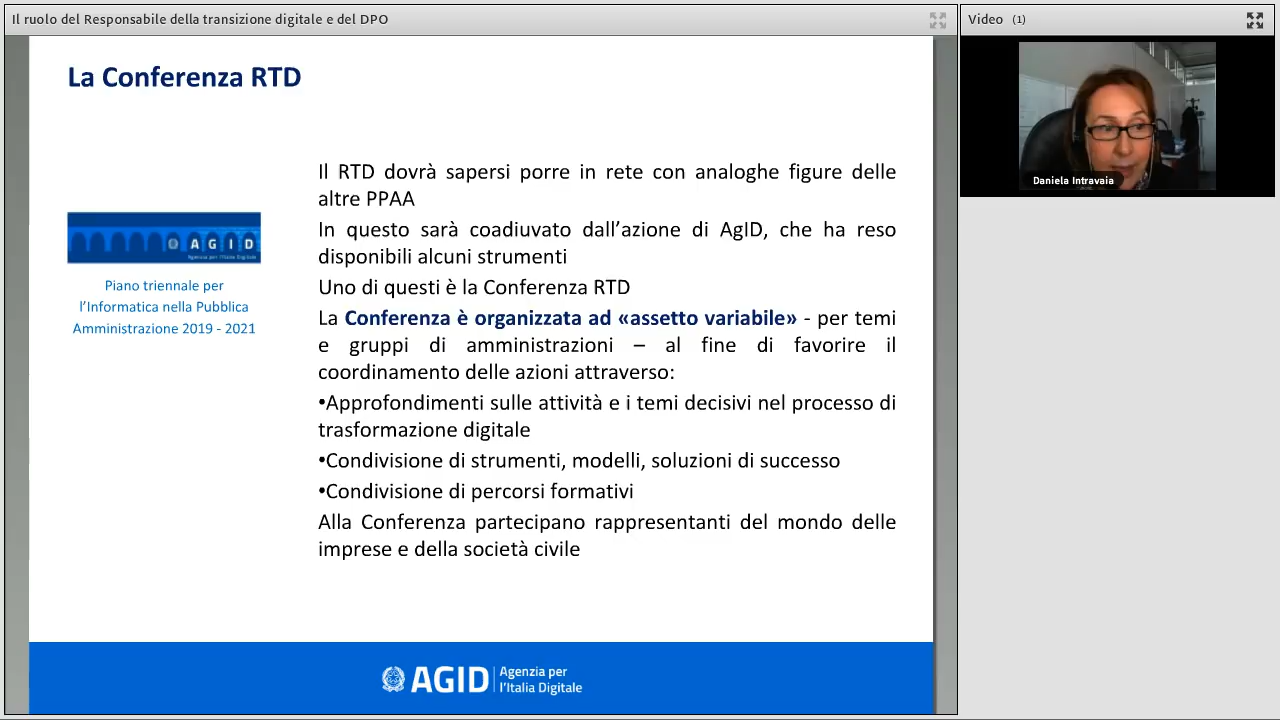 Il ruolo del Responsabile della transizione digitale e del DPO
Video (1)
Daniela Intravaia
La Conferenza RTD
AGID
Agenzia per l'Italia Digitale
Piano triennale per
l’Informatica nella Pubblica
Amministrazione 2019 - 2021
Il RTD dovrà sapersi porre in rete con analoghe figure delle
altre PPAA
In questo sarà coadiuvato dall’azione di AgID, che ha reso
disponibili alcuni strumenti
Uno di questi è la Conferenza RTD
La Conferenza è organizzata ad «assetto variabile» - per temi
e gruppi di amministrazioni – al fine di favorire il
coordinamento delle azioni attraverso:
•Approfondimenti sulle attività e i temi decisivi nel processo di
trasformazione digitale
•Condivisione di strumenti, modelli, soluzioni di successo
•Condivisione di percorsi formativi
Alla Conferenza partecipano rappresentanti del mondo delle
imprese e della società civile
AGID
Agenzia per
l’Italia Digitale